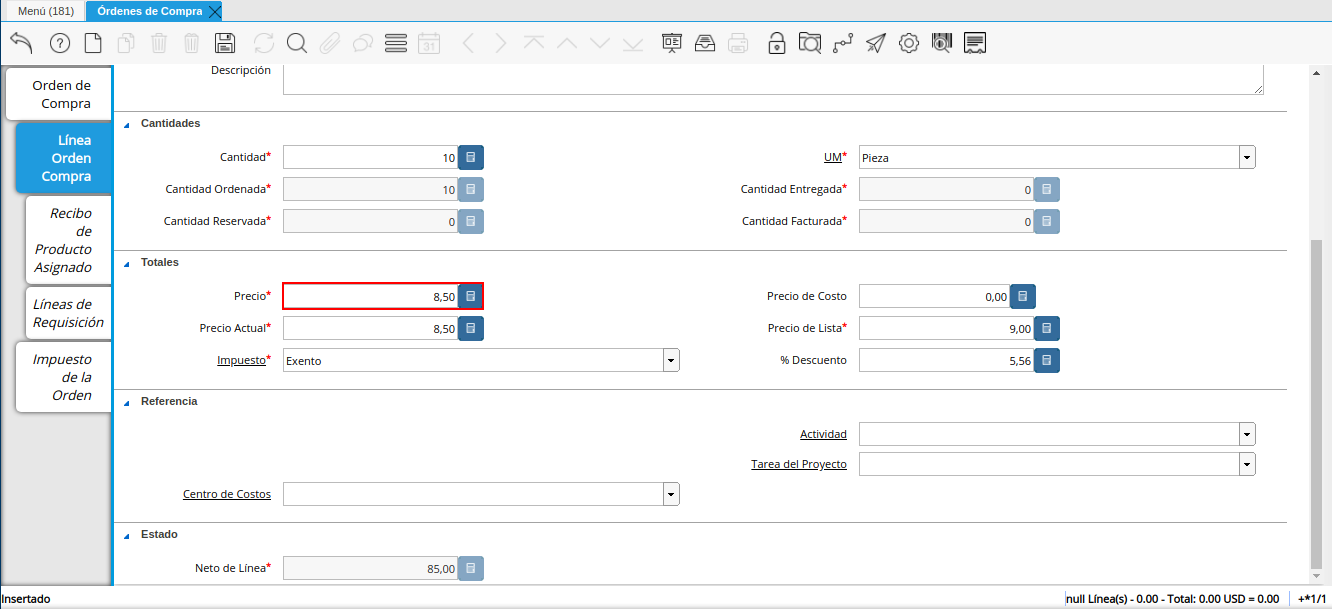 Menú (181)
Órdenes de Compra
31
Orden de
Compra
Línea
Orden
Compra
Recibo
de
Producto
Asignado
Líneas de
Requisición
Impuesto
de la
Orden
Descripción
Cantidades
Cantidad* 10
UM* Pieza
Cantidad Ordenada* 10
Cantidad Entregada* 0
Cantidad Reservada* 0
Cantidad Facturada* 0
Totales
Precio* 8,50
Precio de Costo 0,00
Precio Actual* 8,50
Precio de Lista* 9,00
Impuesto* Exento
% Descuento 5,56
Referencia
Actividad
Tarea del Proyecto
Centro de Costos
Estado
Neto de Línea* 85,00
Insertado
null Línea(s) - 0.00 - Total: 0.00 USD = 0.00
+*1/1